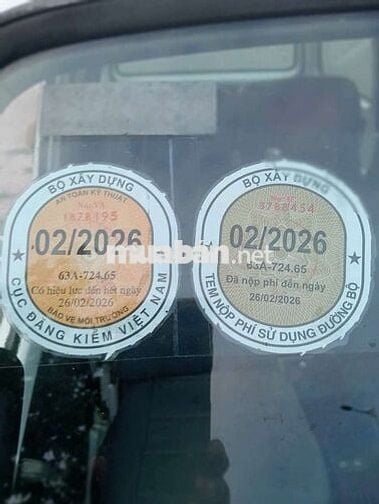 BỘ XÂY DỰNG
AN TOÀN KỸ THUẬT
02/2026
63A-724.65
Có hiệu lực đến hết ngày
26/02/2026
BẢO VỆ MÔI TRƯỜNG
CỤC ĐĂNG KIỂM VIỆT NAM
BỘ XÂY DỰNG
3788454
02/2026
63A-724.65
Đã nộp phí đến ngày
26/02/2026
TEM NỘP PHÍ SỬ DỤNG ĐƯỜNG BỘ
muaban.net